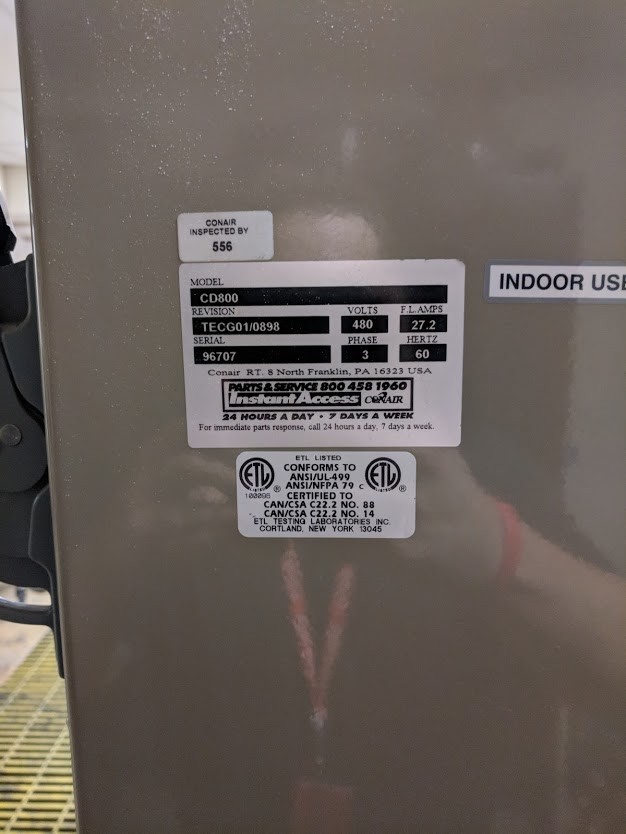 CONAIR
INSPECTED BY
556
INDOOR USE
MODEL
CD800
REVISION VOLTS F.L.AMPS
TECG01/0898 480 27.2
SERIAL PHASE HERTZ
96707 3 60
Conair RT. 8 North Franklin, PA 16323 USA
PARTS & SERVICE 800 458 1960
InstantAccess CONAIR
24 HOURS A DAY • 7 DAYS A WEEK
For immediate parts response, call 24 hours a day, 7 days a week.
ETL LISTED
CONFORMS TO
ANSI/UL-499
ANSI/NFPA 79 C
ETL ® ETL ®
100095
CERTIFIED TO
CAN/CSA C22.2 NO. 88
CAN/CSA C22.2 NO. 14
ETL TESTING LABORATORIES INC.
CORTLAND, NEW YORK 13045